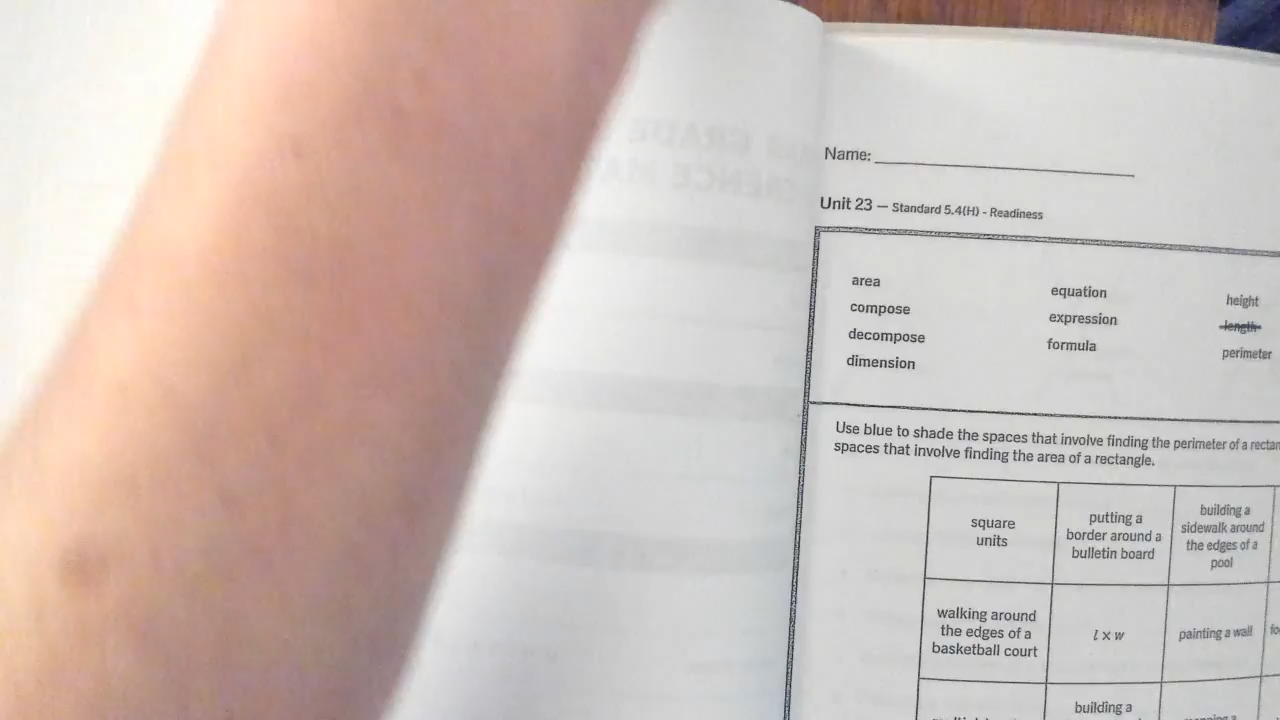 Name:
Unit 23 — Standard 5.4(H) - Readiness
area
compose
decompose
dimension
equation
expression
formula
height
length
perimeter
Use blue to shade the spaces that involve finding the perimeter of a
spaces that involve finding the area of a rectangle.
square
units
putting a
border around a
bulletin board
building a
sidewalk around
the edges of a
pool
walking around
the edges of a
basketball court
l × w
painting a wall
building a